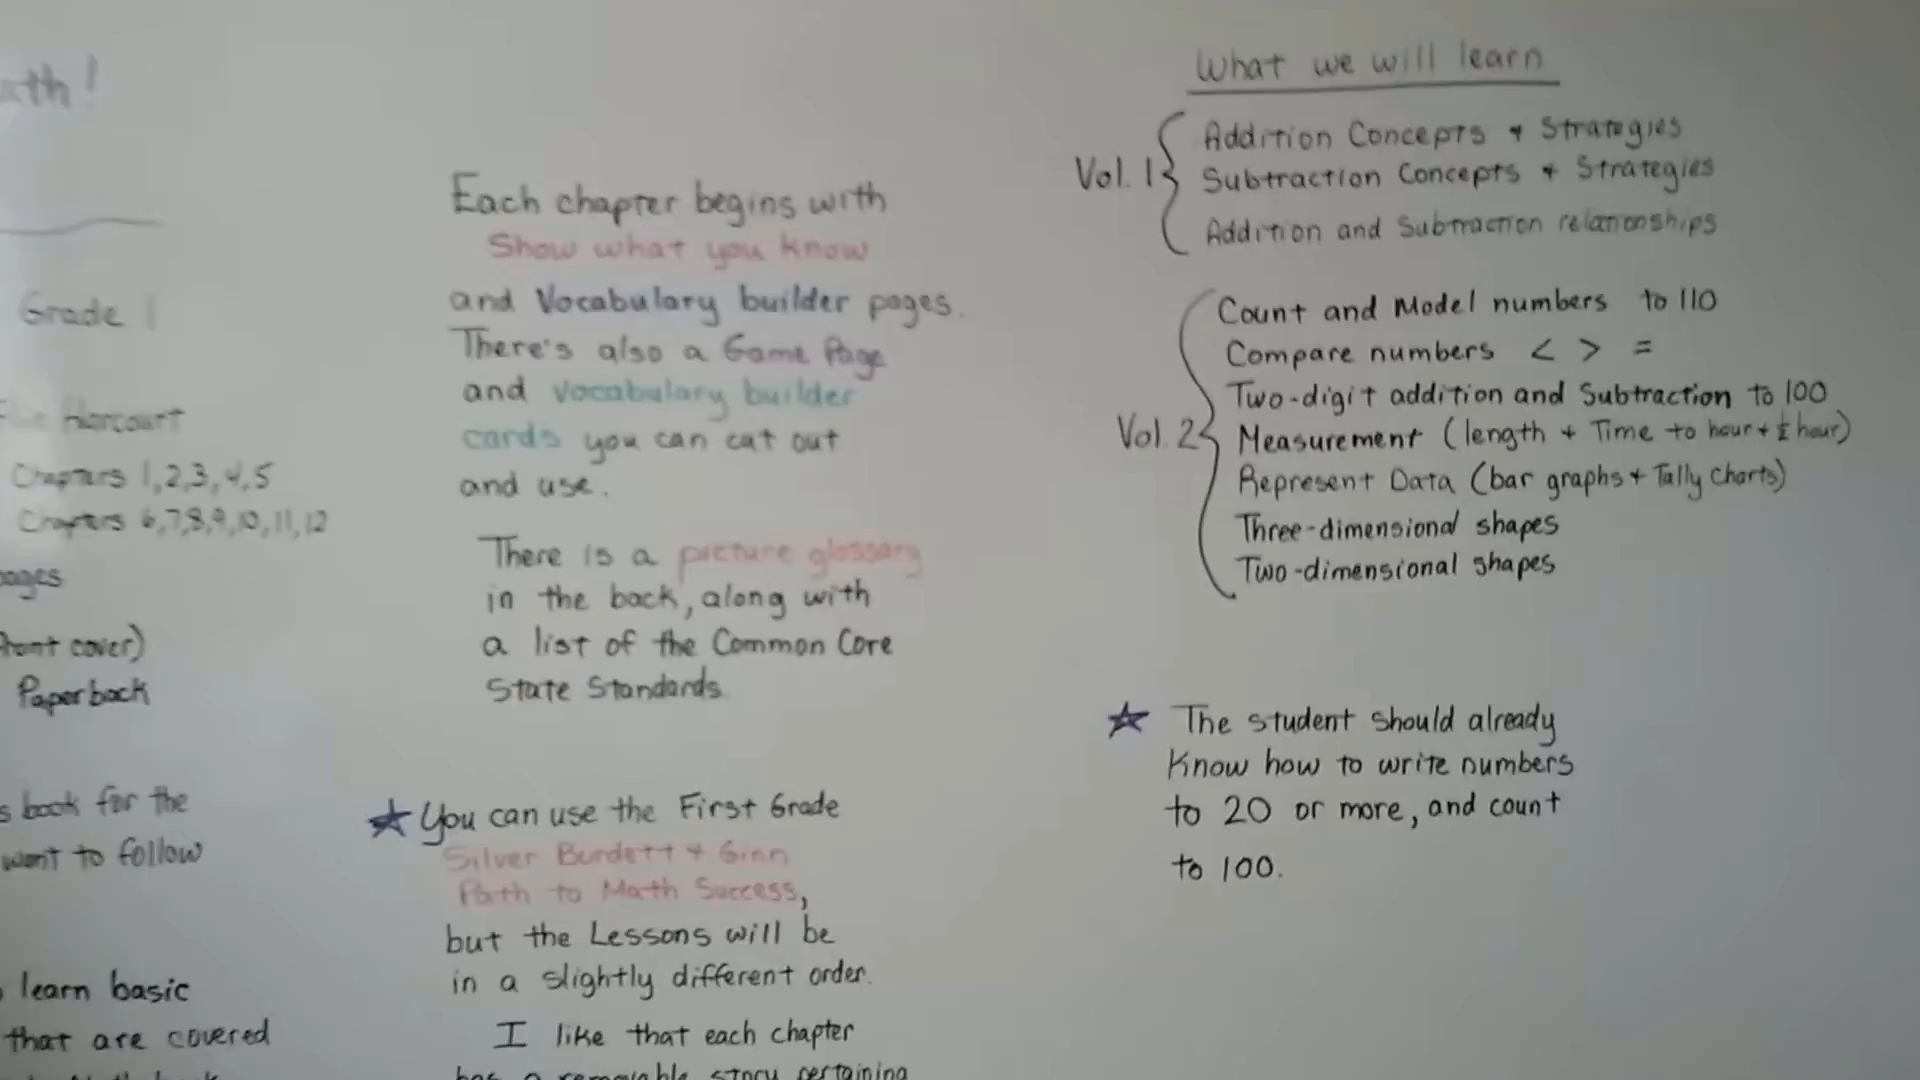 ath!
Grade 1
Harcourt
Chapters 1,2,3,4,5
Chapters 6,7,8,9,10,11,12
pages
front cover)
Paperback
s book for the
want to follow
learn basic
that are covered
Each chapter begins with
Show what you know
and Vocabulary builder pages.
There's also a Game Page
and vocabulary builder
cards you can cut out
and use.
There is a picture glossary
in the back, along with
a list of the Common Core
State Standards.
☆ You can use the First Grade
Silver Burdett + Ginn
Path to Math Success,
but the Lessons will be
in a slightly different order.
I like that each chapter
has a removable story pertaining
What we will learn
Vol. 1 { Addition Concepts + Strategies
Subtraction Concepts + Strategies
Addition and Subtraction relationships
Vol. 2 { Count and Model numbers to 110
Compare numbers < > =
Two-digit addition and Subtraction to 100
Measurement (length + Time to hour + ½ hour)
Represent Data (bar graphs + Tally Charts)
Three-dimensional shapes
Two-dimensional shapes
☆ The student should already
Know how to write numbers
to 20 or more, and count
to 100.